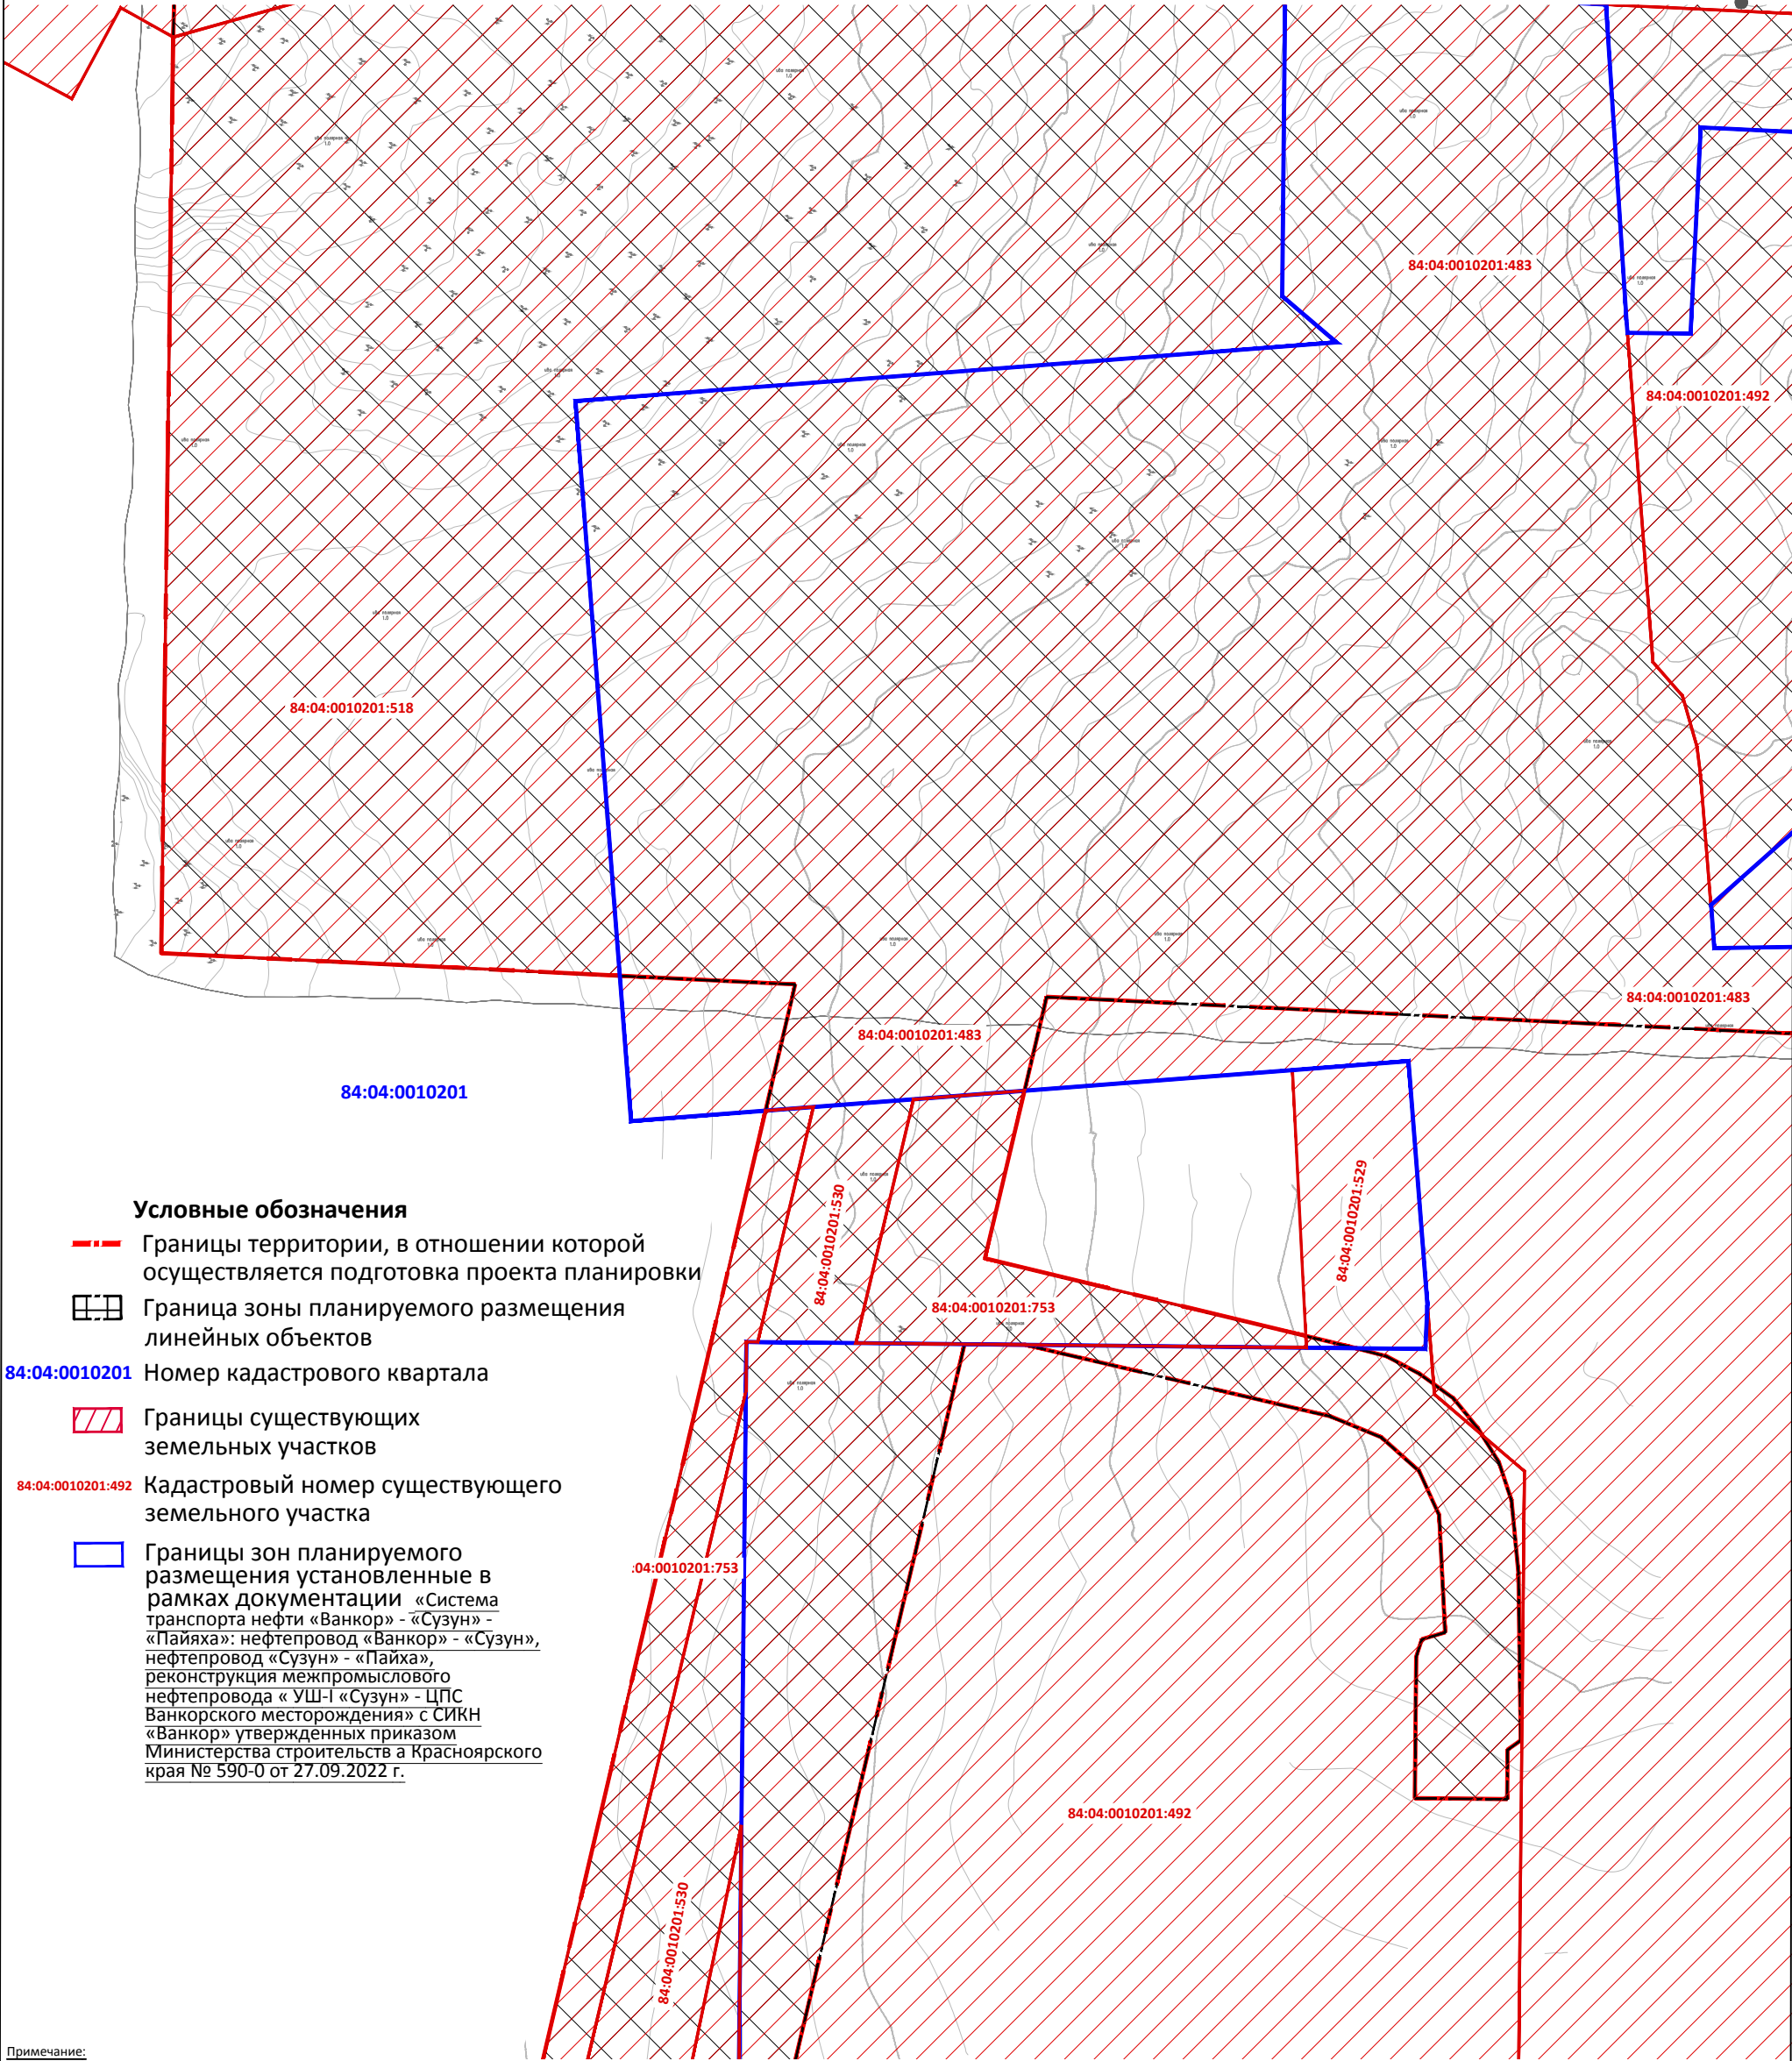 84:04:0010201:483
84:04:0010201:492
84:04:0010201:518
84:04:0010201:483
84:04:0010201:483
84:04:0010201
84:04:0010201:530
84:04:0010201:529
84:04:0010201:753
Условные обозначения
Границы территории, в отношении которой
осуществляется подготовка проекта планировки
Граница зоны планируемого размещения
линейных объектов
84:04:0010201 Номер кадастрового квартала
Границы существующих
земельных участков
84:04:0010201:492 Кадастровый номер существующего
земельного участка
Границы зон планируемого
размещения установленные в
рамках документации «Система
транспорта нефти «Ванкор» - «Сузун» -
«Пайяха»: нефтепровод «Ванкор» - «Сузун»,
нефтепровод «Сузун» - «Пайха»,
реконструкция межпромыслового
нефтепровода « УШ-I «Сузун» - ЦПС
Ванкорского месторождения» с СИКН
«Ванкор» утвержденных приказом
Министерства строительств а Красноярского
края № 590-0 от 27.09.2022 г.
:04:0010201:753
84:04:0010201:492
84:04:0010201:530
Примечание: